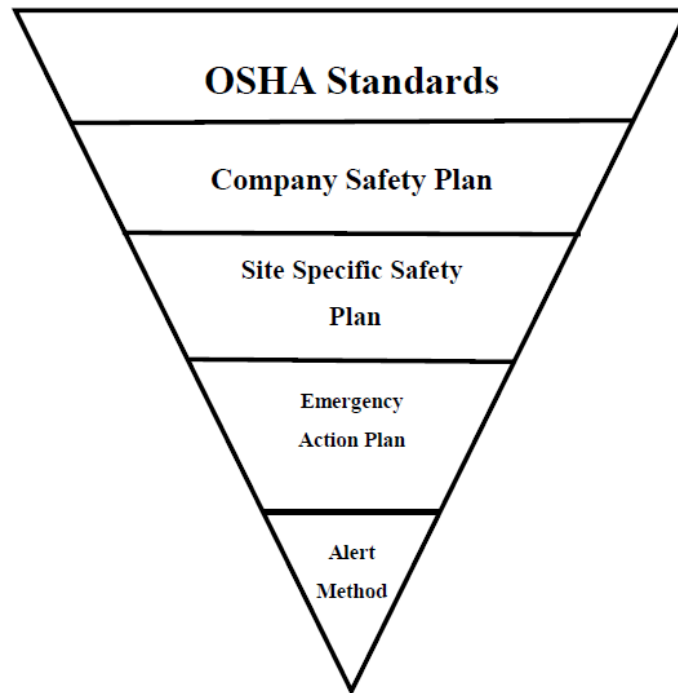 OSHA Standards
Company Safety Plan
Site Specific Safety
Plan
Emergency
Action Plan
Alert
Method